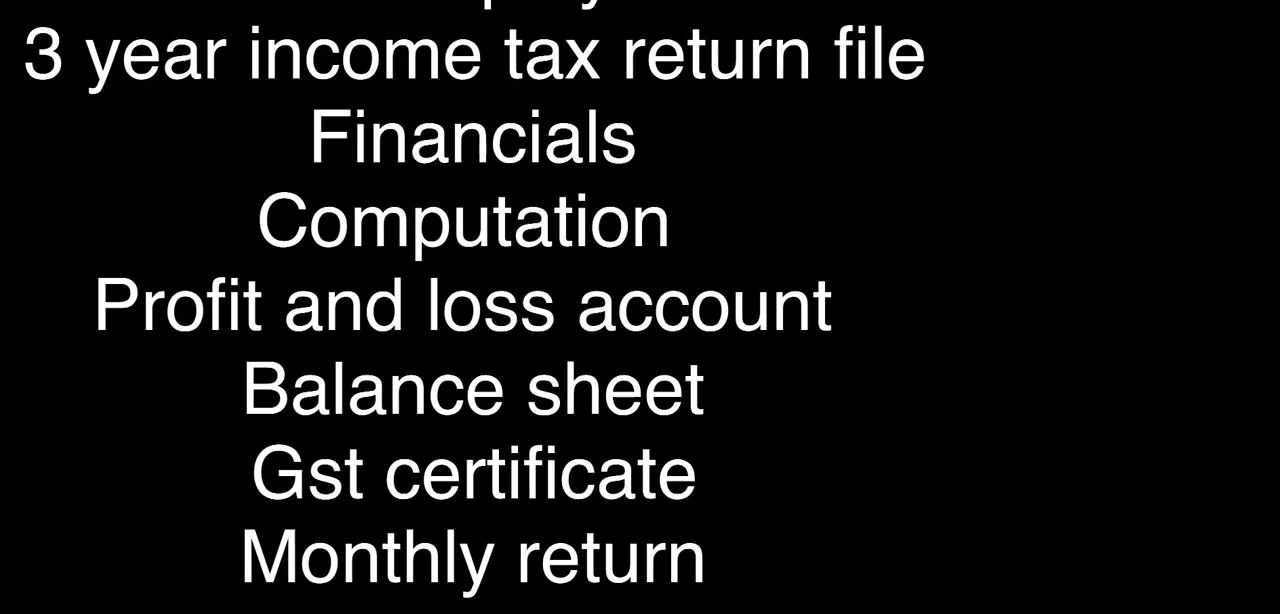 3 year income tax return file
Financials
Computation
Profit and loss account
Balance sheet
Gst certificate
Monthly return